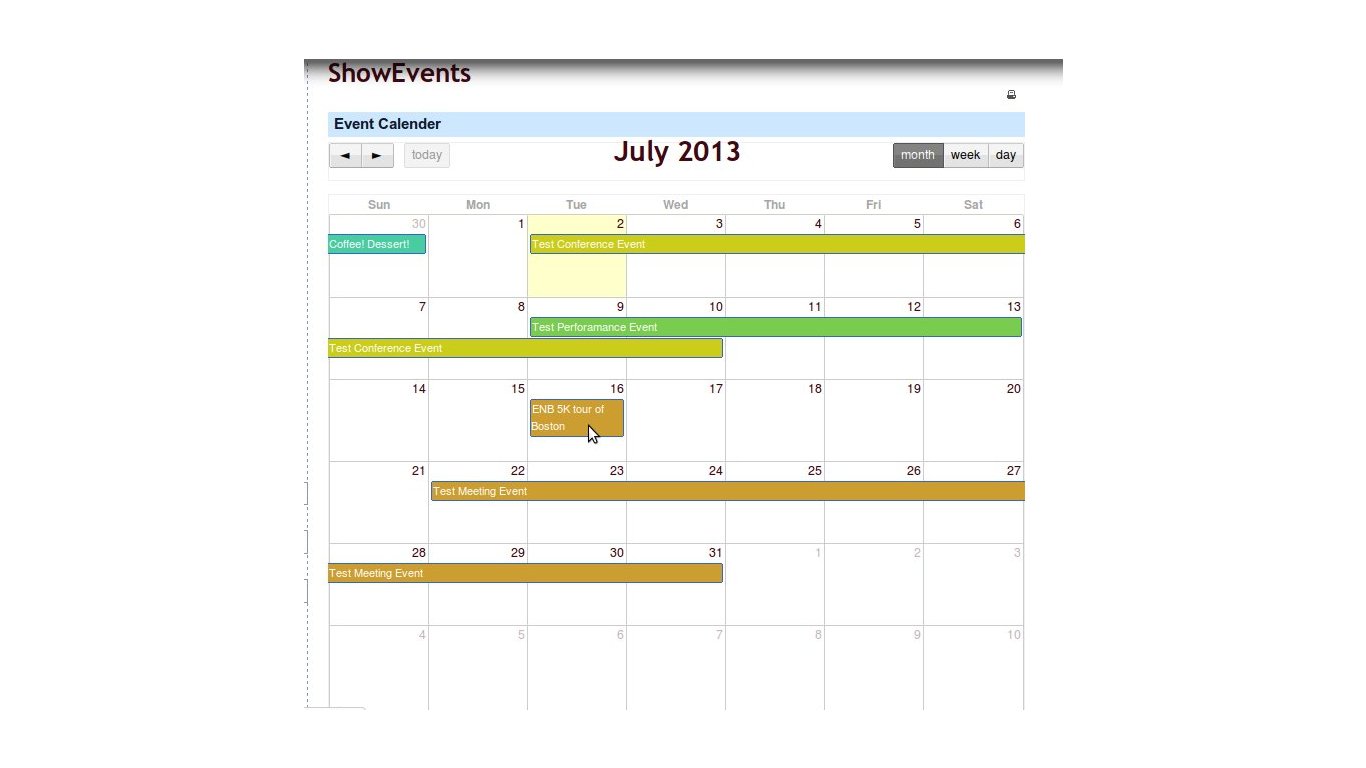 ShowEvents
Event Calender
◄ ► today July 2013 month week day
Sun Mon Tue Wed Thu Fri Sat
30 1 2 3 4 5 6
Coffee! Dessert! Test Conference Event
7 8 9 10 11 12 13
Test Perforamance Event
Test Conference Event
14 15 16 17 18 19 20
ENB 5K tour of
Boston
21 22 23 24 25 26 27
Test Meeting Event
28 29 30 31 1 2 3
Test Meeting Event
4 5 6 7 8 9 10